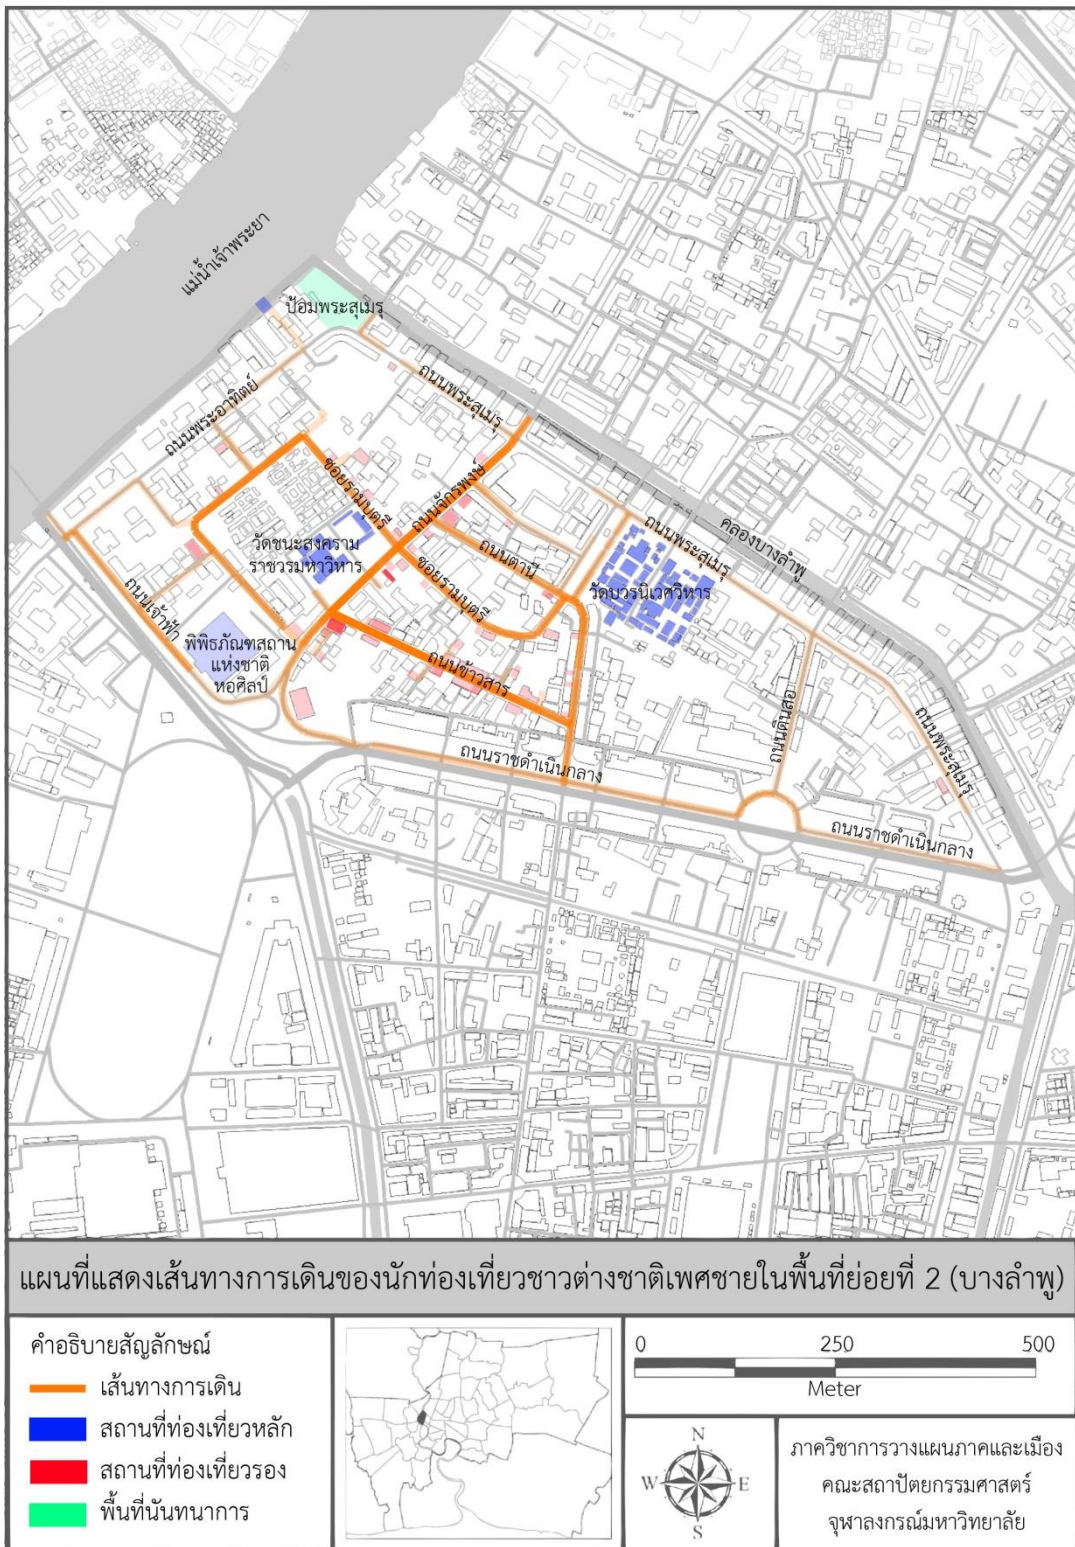 แม่น้ำเจ้าพระยา
ป้อมพระสุเมรุ
ถนนพระอาทิตย์
ถนนพระสุเมรุ
ซอยรามบุตรี
ถนนจักรพงษ์
วัดชนะสงคราม
ราชวรมหาวิหาร
ถนนตานี
ซอยรามบุตรี
ถนนพระสุเมรุ
คลองบางลำพู
วัดบวรนิเวศวิหาร
ถนนเจ้าฟ้า
พิพิธภัณฑสถาน
แห่งชาติ
หอศิลป์
ถนนข้าวสาร
ถนนดินสอ
ถนนพระสุเมรุ
ถนนราชดำเนินกลาง
ถนนราชดำเนินกลาง
แผนที่แสดงเส้นทางการเดินของนักท่องเที่ยวชาวต่างชาติเพศชายในพื้นที่ย่อยที่ 2 (บางลำพู)
คำอธิบายสัญลักษณ์
เส้นทางการเดิน
สถานที่ท่องเที่ยวหลัก
สถานที่ท่องเที่ยวรอง
พื้นที่นันทนาการ
0 250 500
Meter
N
W E
S
ภาควิชาการวางแผนภาคและเมือง
คณะสถาปัตยกรรมศาสตร์
จุฬาลงกรณ์มหาวิทยาลัย